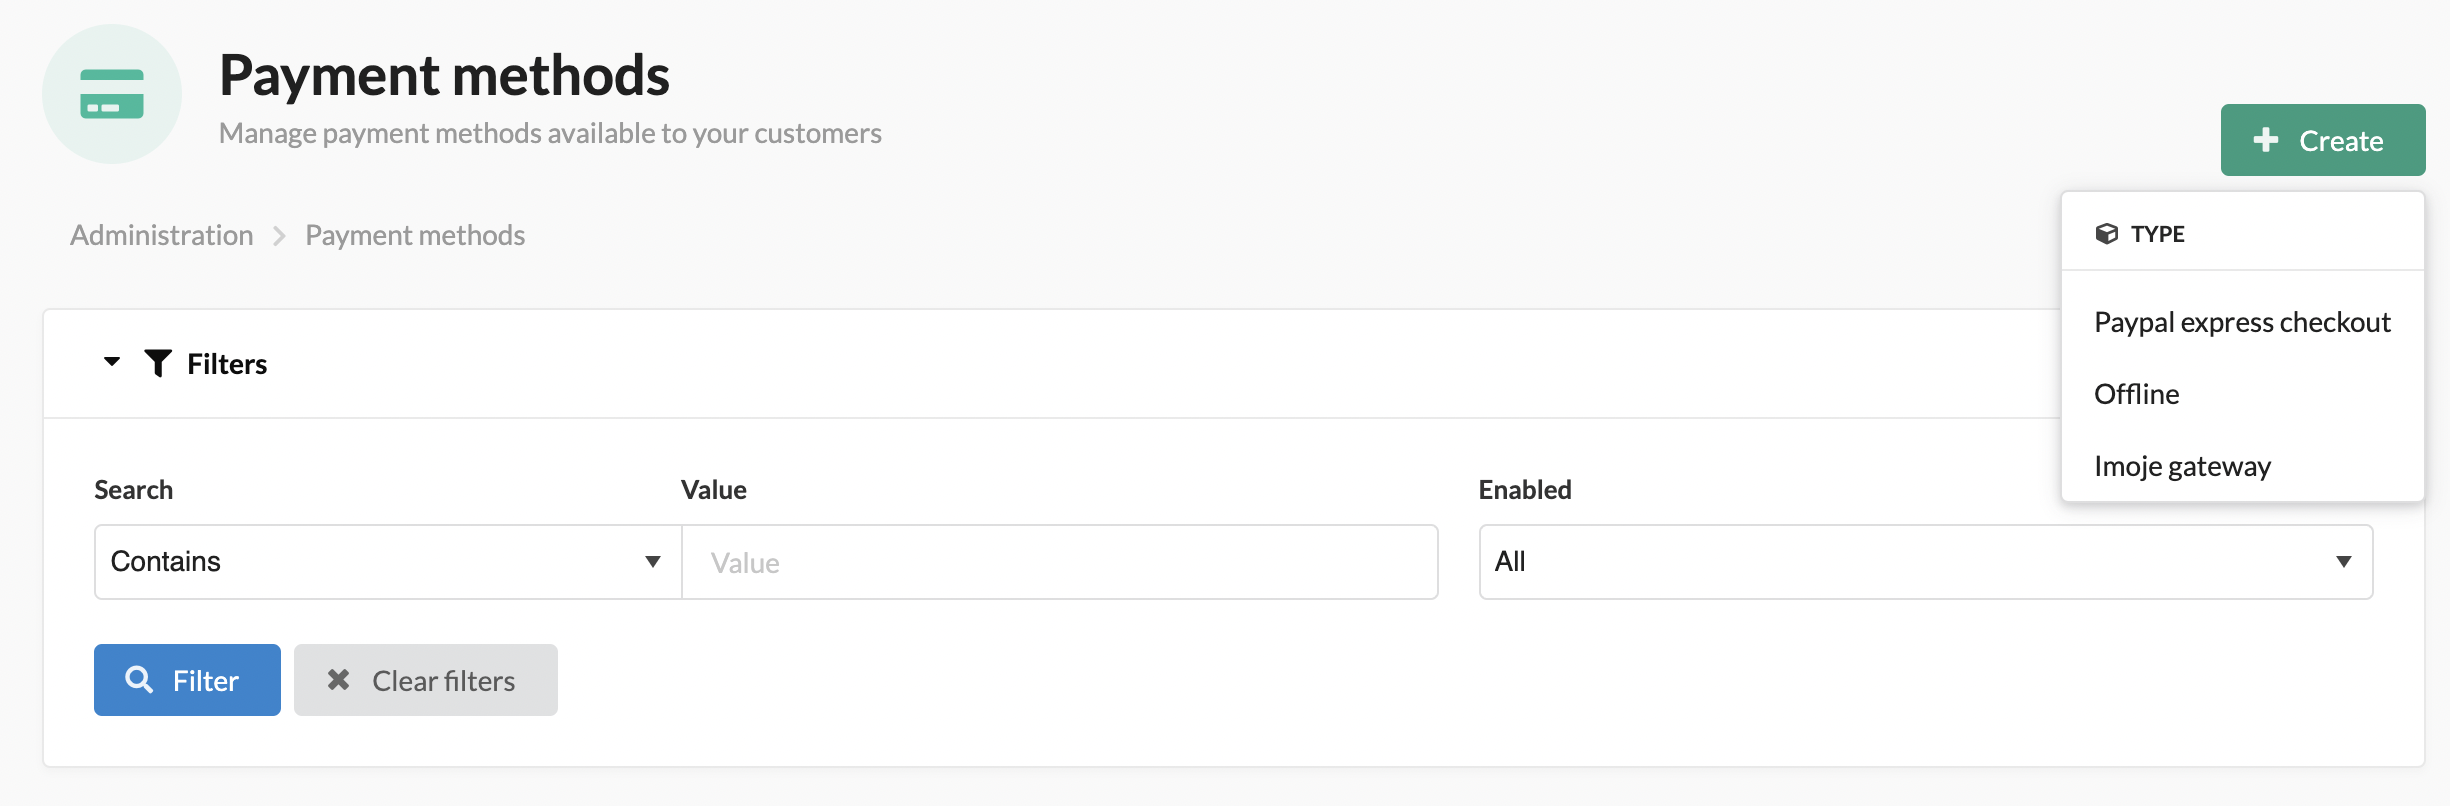 Payment methods
Manage payment methods available to your customers
Create
TYPE
Paypal express checkout
Offline
Imoje gateway
Administration
Payment methods
Filters
Search
Value
Enabled
Contains
Value
All
Filter
Clear filters